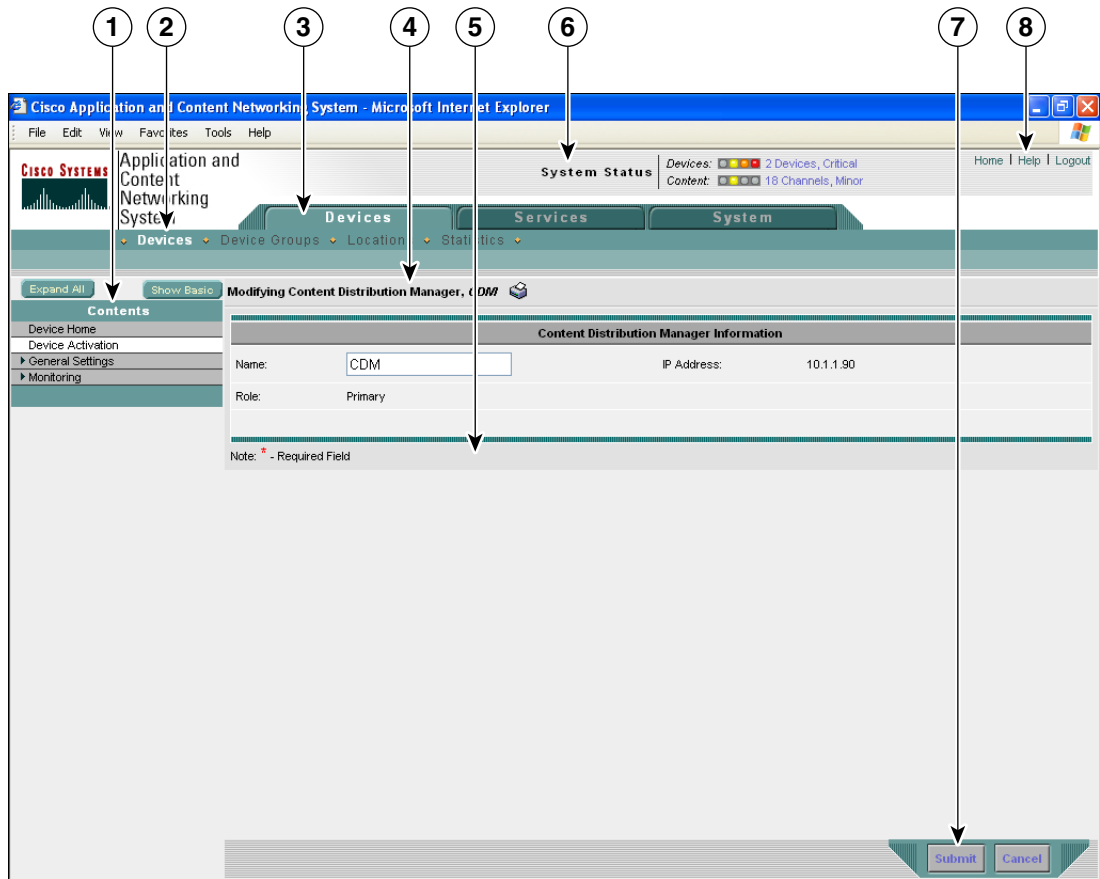 1 2 3 4 5 6 7 8
Cisco Application and Content Networking System - Microsoft Internet Explorer
File Edit View Favorites Tools Help
CISCO SYSTEMS
Application and
Content
Networking
System
System Status
Devices: 2 Devices, Critical
Content: 18 Channels, Minor
Home | Help | Logout
Devices Services System
Devices Device Groups Locations Statistics
Expand All Show Basic
Modifying Content Distribution Manager, CDM
Contents
Device Home
Device Activation
General Settings
Monitoring
Content Distribution Manager Information
Name: CDM IP Address: 10.1.1.90
Role: Primary
Note: * - Required Field
Submit Cancel